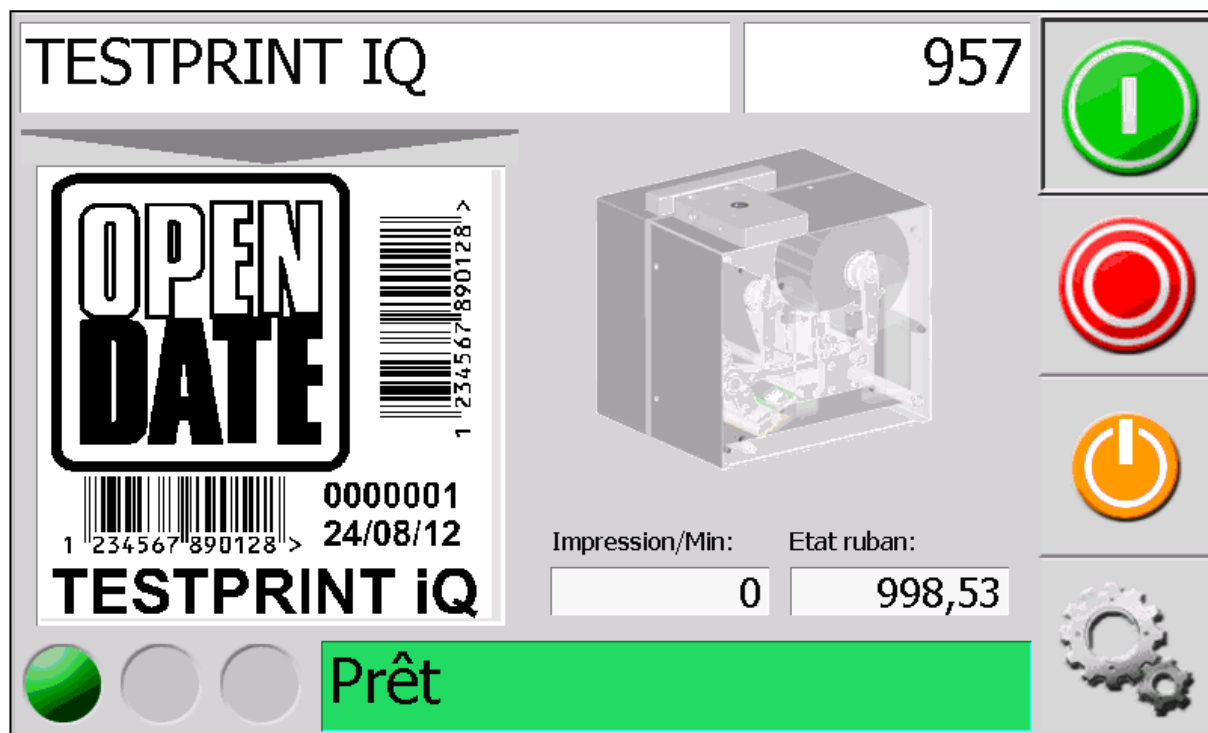 TESTPRINT IQ
957
OPEN
DATE
1 234567 890128 >
1 234567 890128 >
0000001
24/08/12
TESTPRINT iQ
Impression/Min:
Etat ruban:
0
998,53
Prêt